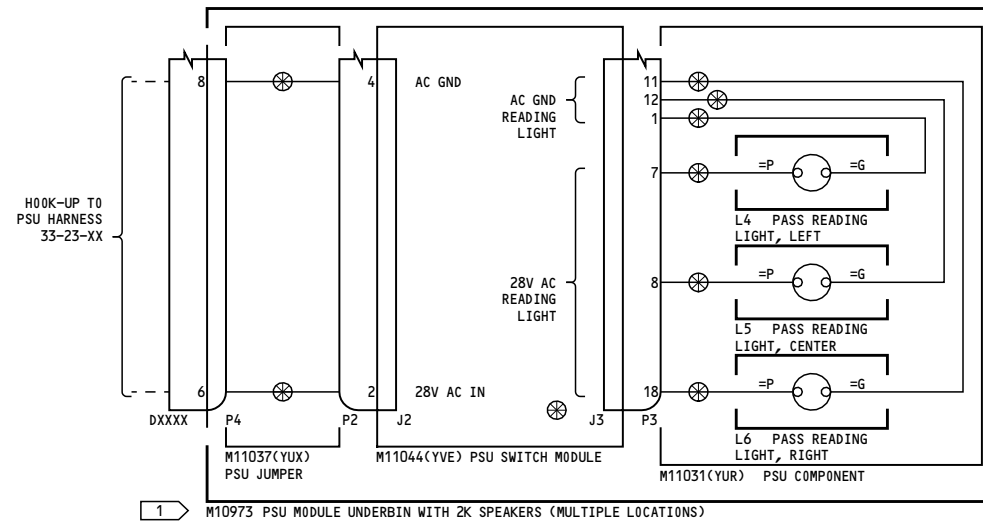 8
4
AC GND
AC GND
READING
LIGHT
11
12
1
7
=P
=G
L4 PASS READING
LIGHT, LEFT
H00K-UP T0
PSU HARNESS
33-23-XX
28V AC
READING
LIGHT
8
=P
=G
L5 PASS READING
LIGHT, CENTER
6
2
28V AC IN
18
=P
=G
DXXXX
P4
P2
J2
J3
P3
L6 PASS READING
LIGHT, RIGHT
M11037(YUX)
PSU JUMPER
M11044(YVE) PSU SWITCH MODULE
M11031(YUR) PSU COMPONENT
1
M10973 PSU MODULE UNDERBIN WITH 2K SPEAKERS (MULTIPLE LOCATIONS)